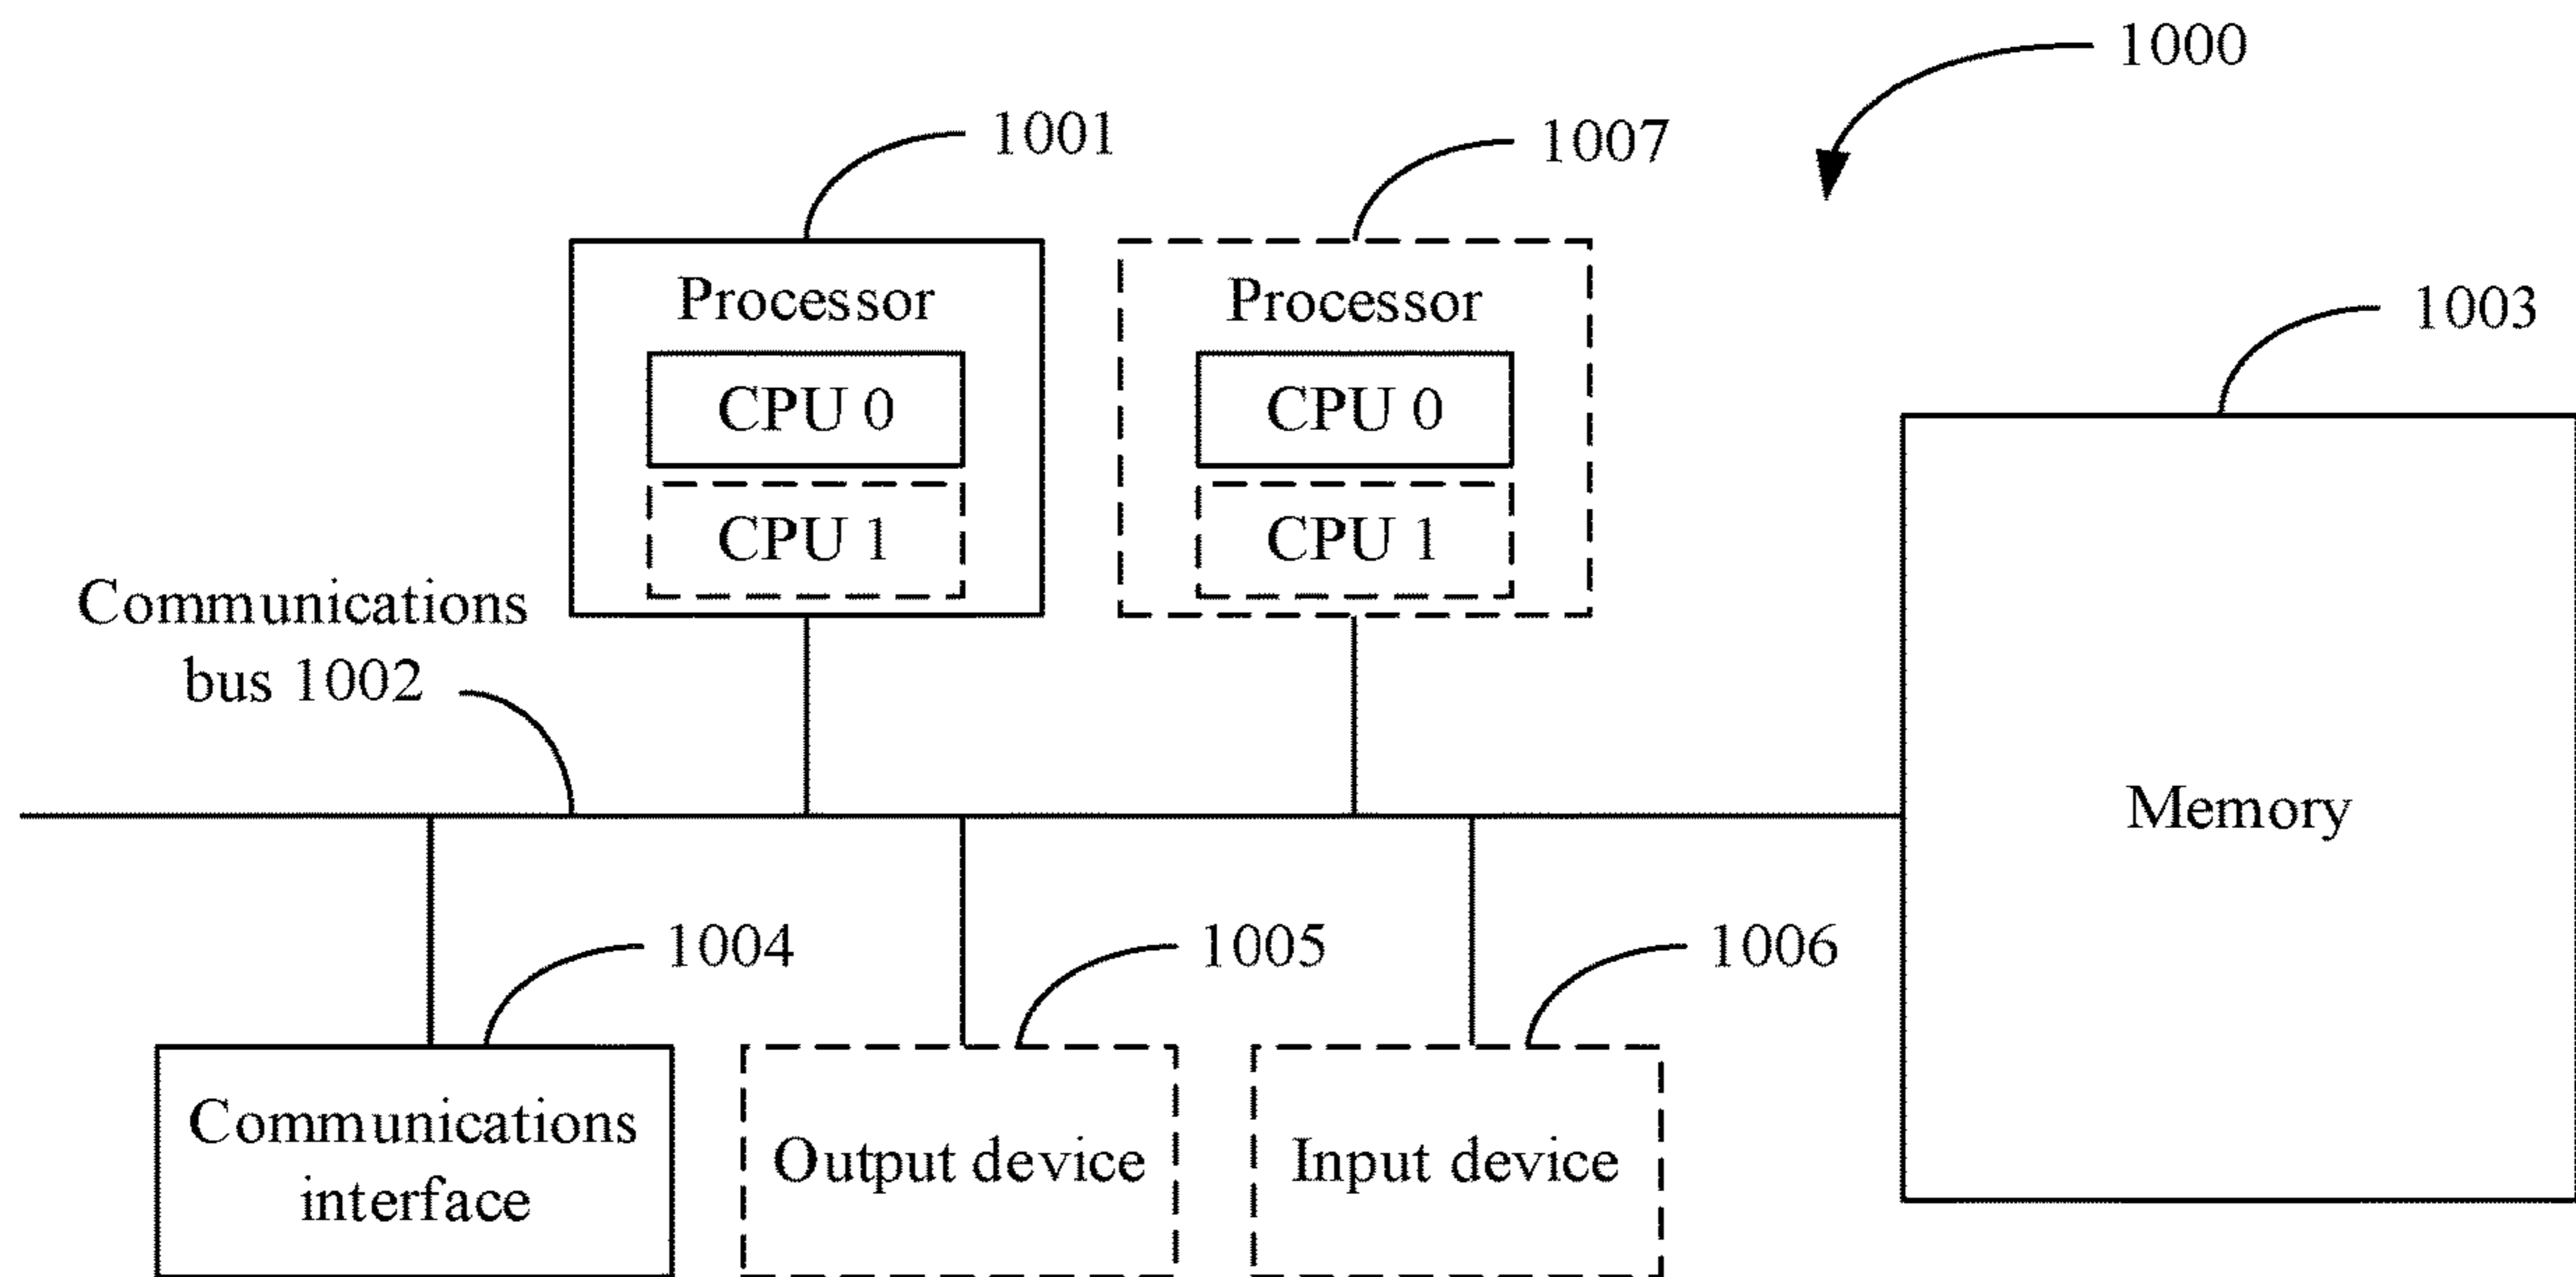 1000
1001
1007
Processor
Processor
1003
CPU 0
CPU 0
CPU 1
CPU 1
Communications
bus 1002
Memory
1004
1005
1006
Communications
interface
Output device
Input device